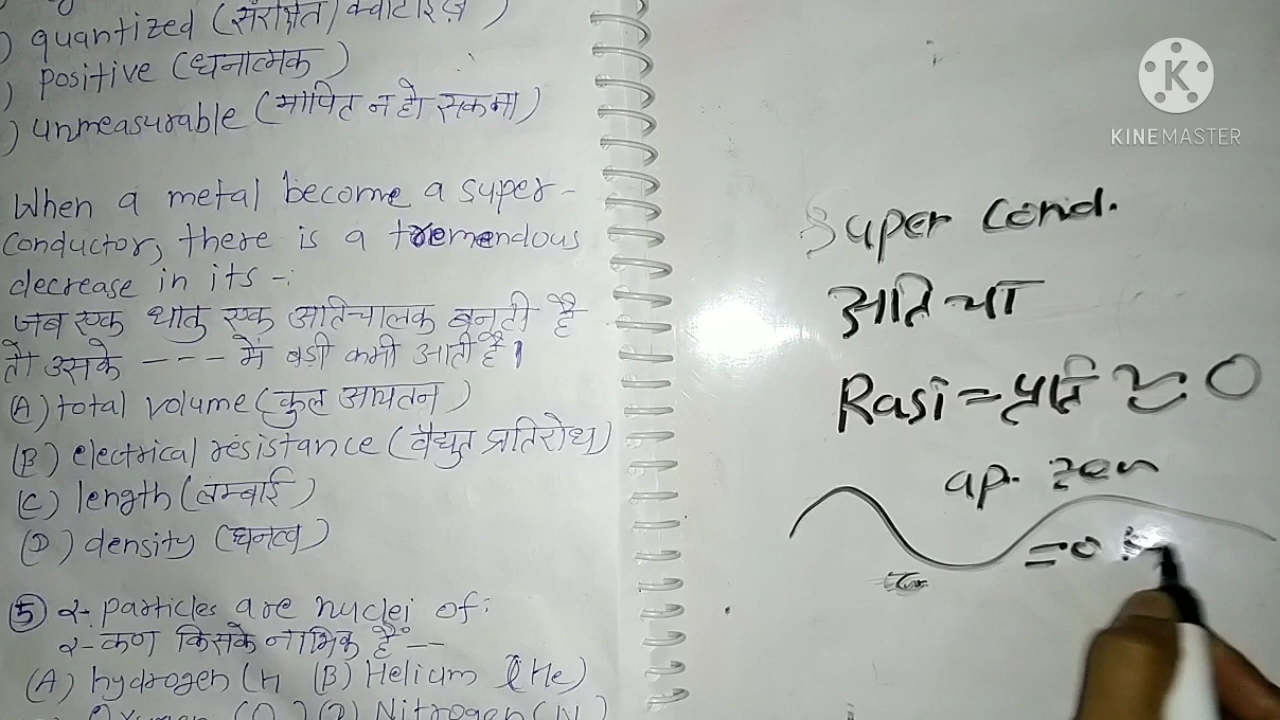 ) quantized (संरक्षित/क्वांटाइज़)
) positive (धनात्मक)
) unmeasurable (मापित न हो सकना)
When a metal become a super-
conductor, there is a tremendous
decrease in its -:
जब एक धातु एक अतिचालक बनती है
तो उसके --- में बड़ी कमी आती है।
(A) total volume (कुल आयतन)
(B) electrical resistance (वैद्युत प्रतिरोध)
(C) length (लम्बाई)
(D) density (घनत्व)
⑤ α-particles are nuclei of:
α-कण किसके नाभिक हैं:--
(A) hydrogen (H (B) Helium (He)
(O) (D) Nitrogen (N)
Super Cond.
अति चा
Rasi = प्रति ≈ 0
ap. zero
= 0
KINEMASTER